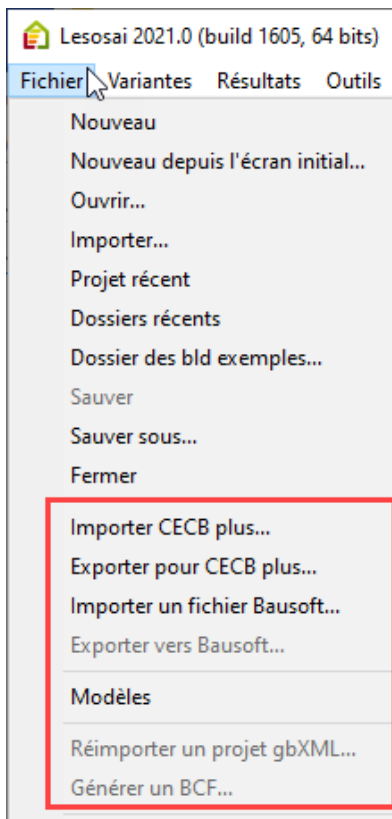 Lesosai 2021.0 (build 1605, 64 bits)
Fichier Variantes Résultats Outils
Nouveau
Nouveau depuis l'écran initial...
Ouvrir...
Importer...
Projet récent
Dossiers récents
Dossier des bld exemples...
Sauver
Sauver sous...
Fermer
Importer CECB plus...
Exporter pour CECB plus...
Importer un fichier Bausoft...
Exporter vers Bausoft...
Modèles
Réimporter un projet gbXML...
Générer un BCF...